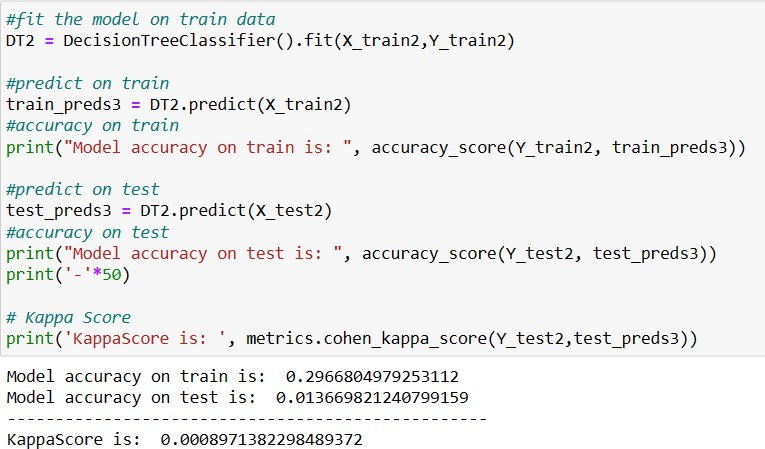 #fit the model on train data
DT2 = DecisionTreeClassifier().fit(X_train2,Y_train2)
#predict on train
train_preds3 = DT2.predict(X_train2)
#accuracy on train
print("Model accuracy on train is: ", accuracy_score(Y_train2, train_preds3))
#predict on test
test_preds3 = DT2.predict(X_test2)
#accuracy on test
print("Model accuracy on test is: ", accuracy_score(Y_test2, test_preds3))
print('-'*50)
# Kappa Score
print('KappaScore is: ', metrics.cohen_kappa_score(Y_test2,test_preds3))
Model accuracy on train is:  0.2966804979253112
Model accuracy on test is:  0.013669821240799159
--------------------------------------------------
KappaScore is:  0.0008971382298489372